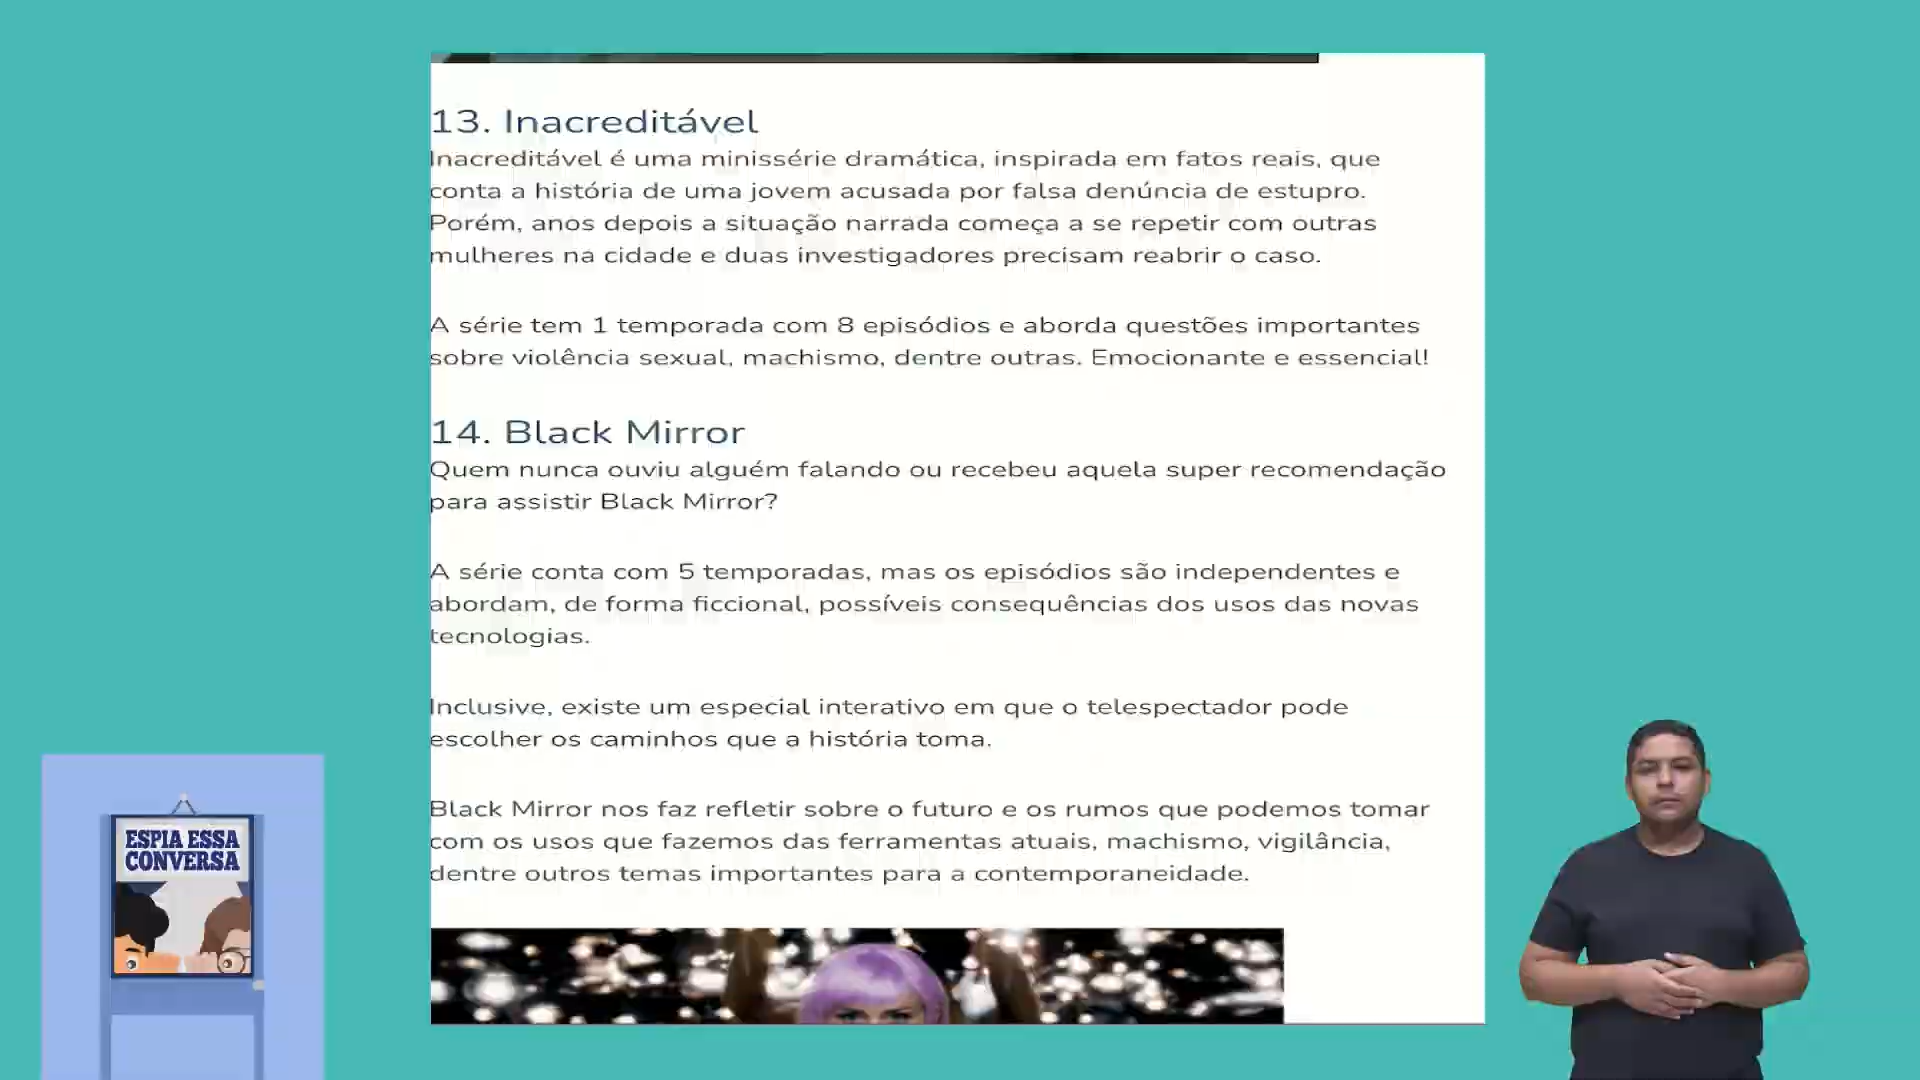 13. Inacreditável
Inacreditável é uma minissérie dramática, inspirada em fatos reais, que
conta a história de uma jovem acusada por falsa denúncia de estupro.
Porém, anos depois a situação narrada começa a se repetir com outras
mulheres na cidade e duas investigadores precisam reabrir o caso.
A série tem 1 temporada com 8 episódios e aborda questões importantes
sobre violência sexual, machismo, dentre outras. Emocionante e essencial!
14. Black Mirror
Quem nunca ouviu alguém falando ou recebeu aquela super recomendação
para assistir Black Mirror?
A série conta com 5 temporadas, mas os episódios são independentes e
abordam, de forma ficcional, possíveis consequências dos usos das novas
tecnologias.
Inclusive, existe um especial interativo em que o telespectador pode
escolher os caminhos que a história toma.
Black Mirror nos faz refletir sobre o futuro e os rumos que podemos tomar
com os usos que fazemos das ferramentas atuais, machismo, vigilância,
dentre outros temas importantes para a contemporaneidade.
ESPIA ESSA
CONVERSA